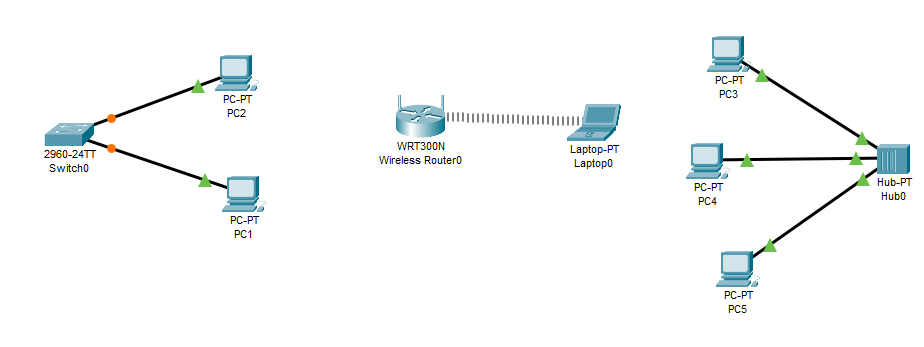 PC-PT
PC2
2960-24TT
Switch0
PC-PT
PC1
WRT300N
Wireless Router0
Laptop-PT
Laptop0
PC-PT
PC3
PC-PT
PC4
Hub-PT
Hub0
PC-PT
PC5